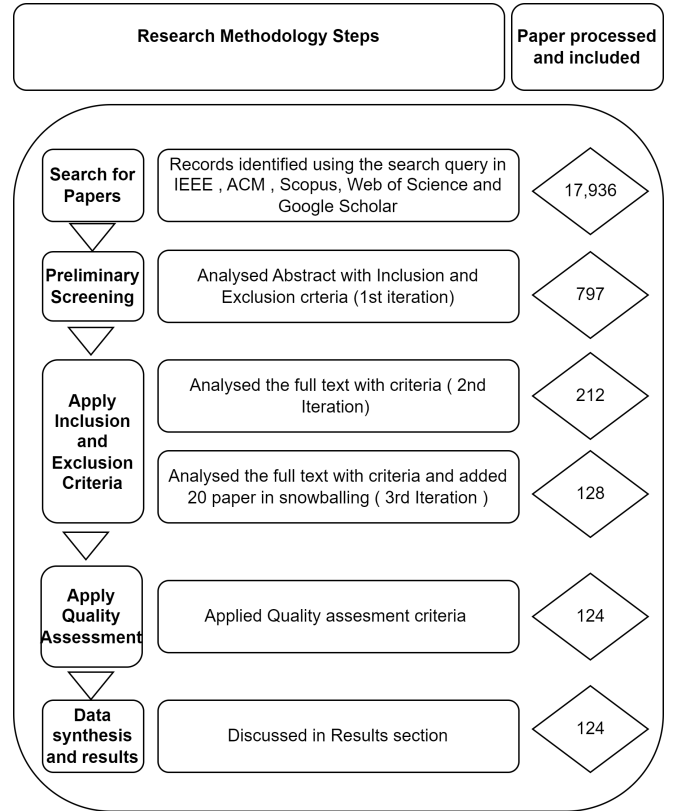 Research Methodology Steps
Paper processed
and included
Search for
Papers
Records identified using the search query in
IEEE , ACM , Scopus, Web of Science and
Google Scholar
17,936
Preliminary
Screening
Analysed Abstract with Inclusion and
Exclusion crteria (1st iteration)
797
Apply
Inclusion
and
Exclusion
Criteria
Analysed the full text with criteria ( 2nd
Iteration)
212
Analysed the full text with criteria and added
20 paper in snowballing ( 3rd Iteration )
128
Apply
Quality
Assessment
Applied Quality assesment criteria
124
Data
synthesis
and results
Discussed in Results section
124